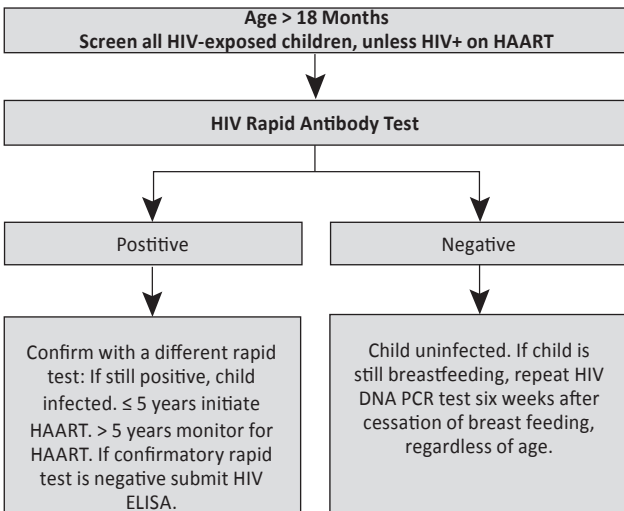 Age > 18 Months
Screen all HIV-exposed children, unless HIV+ on HAART
HIV Rapid Antibody Test
Postitive
Negative
Confirm with a different rapid
test: If still positive, child
infected. ≤ 5 years initiate
HAART. > 5 years monitor for
HAART. If confirmatory rapid
test is negative submit HIV
ELISA.
Child uninfected. If child is
still breastfeeding, repeat HIV
DNA PCR test six weeks after
cessation of breast feeding,
regardless of age.